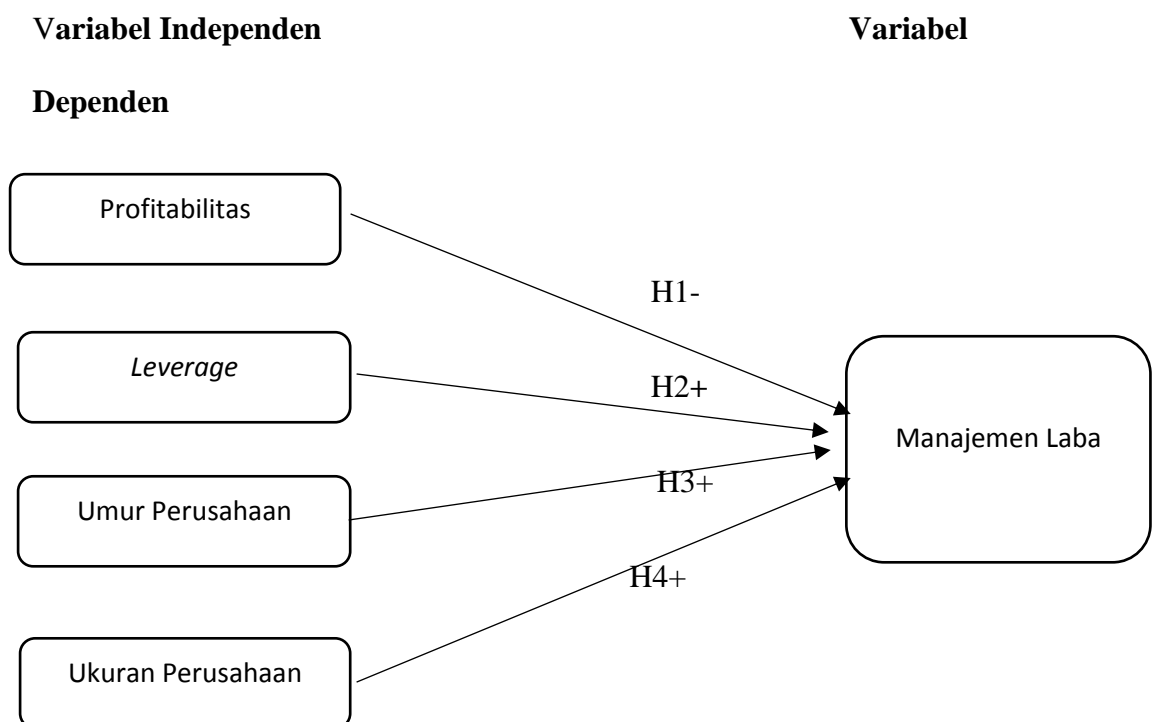 Variabel Independen Variabel
Dependen
Profitabilitas
H1-
Leverage
H2+
Manajemen Laba
Umur Perusahaan
H3+
H4+
Ukuran Perusahaan